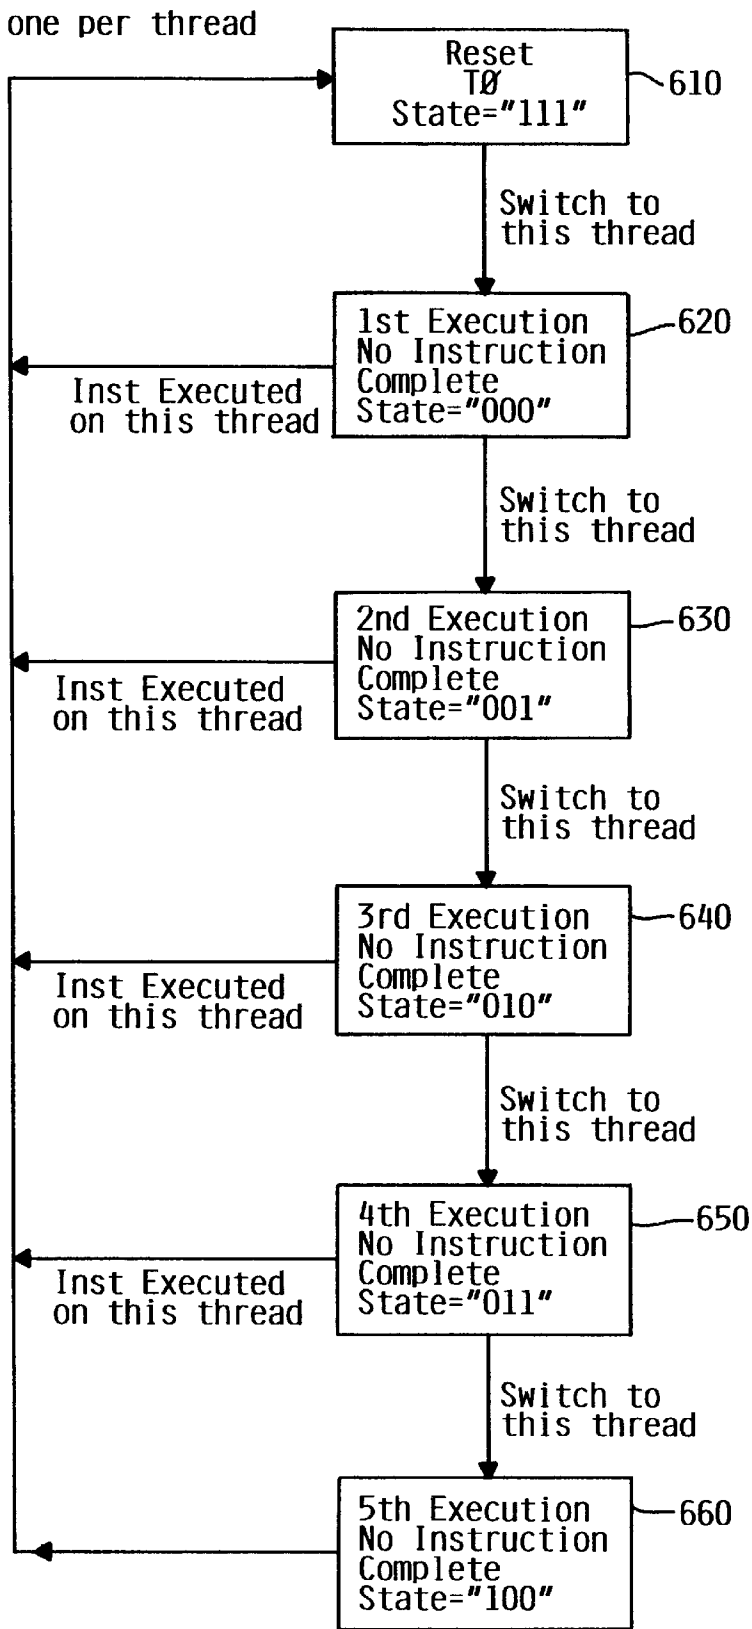 one per thread
Reset
TØ
State="111"
610
Switch to
this thread
1st Execution
No Instruction
Complete
State="000"
620
Inst Executed
on this thread
Switch to
this thread
2nd Execution
No Instruction
Complete
State="001"
630
Inst Executed
on this thread
Switch to
this thread
3rd Execution
No Instruction
Complete
State="010"
640
Inst Executed
on this thread
Switch to
this thread
4th Execution
No Instruction
Complete
State="011"
650
Inst Executed
on this thread
Switch to
this thread
5th Execution
No Instruction
Complete
State="100"
660